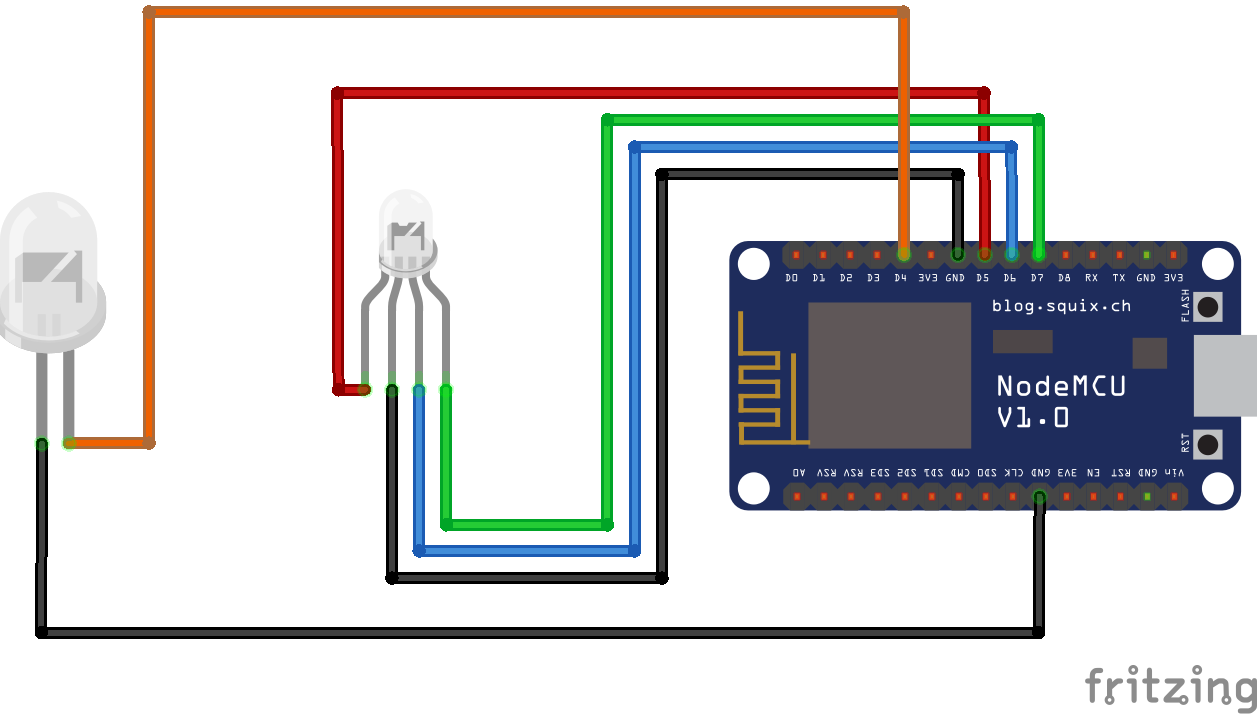 D0 D1 D2 D3 D4 3V3 GND D5 D6 D7 D8 RX TX GND 3V3
FLASH
blog.squix.ch
NodeMCU
V1.0
RST
A0 RSV RSV SD3 SD2 SD1 CMD SD0 CLK GND 3V3 EN RST GND Vin
fritzing